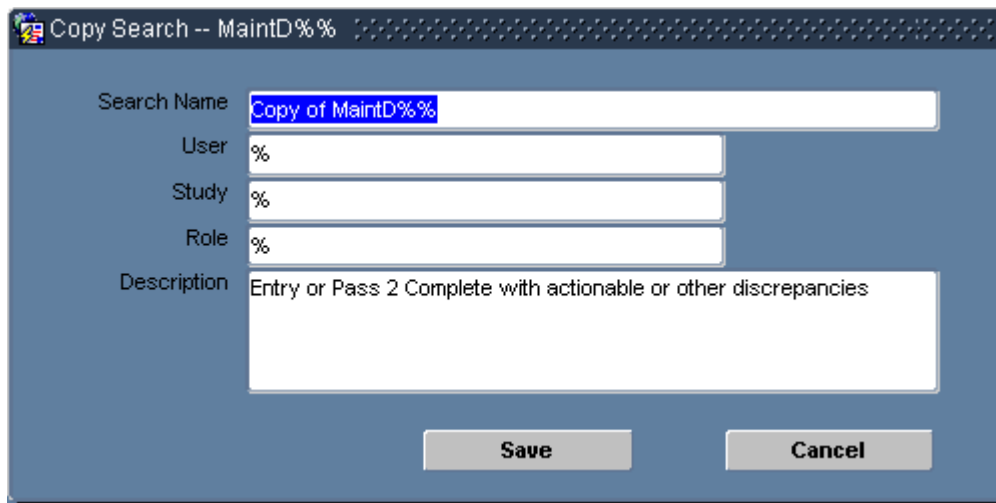 Copy Search -- MaintD%%
Search Name Copy of MaintD%%
User %
Study %
Role %
Description Entry or Pass 2 Complete with actionable or other discrepancies
Save Cancel